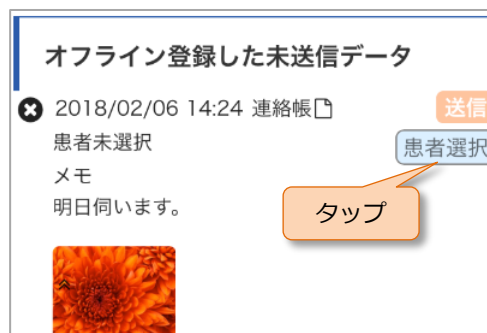 オフライン登録した未送信データ
2018/02/06 14:24 連絡帳
送信
患者未選択
患者選択
メモ
明日伺います。
タップ